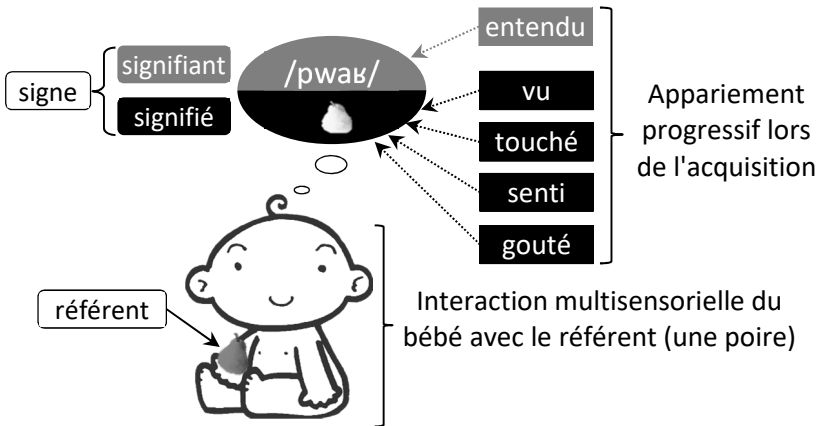 signe
signifiant
signifié
/pwaʁ/
entendu
vu
touché
senti
gouté
Appariement
progressif lors
de l'acquisition
référent
Interaction multisensorielle du
bébé avec le référent (une poire)